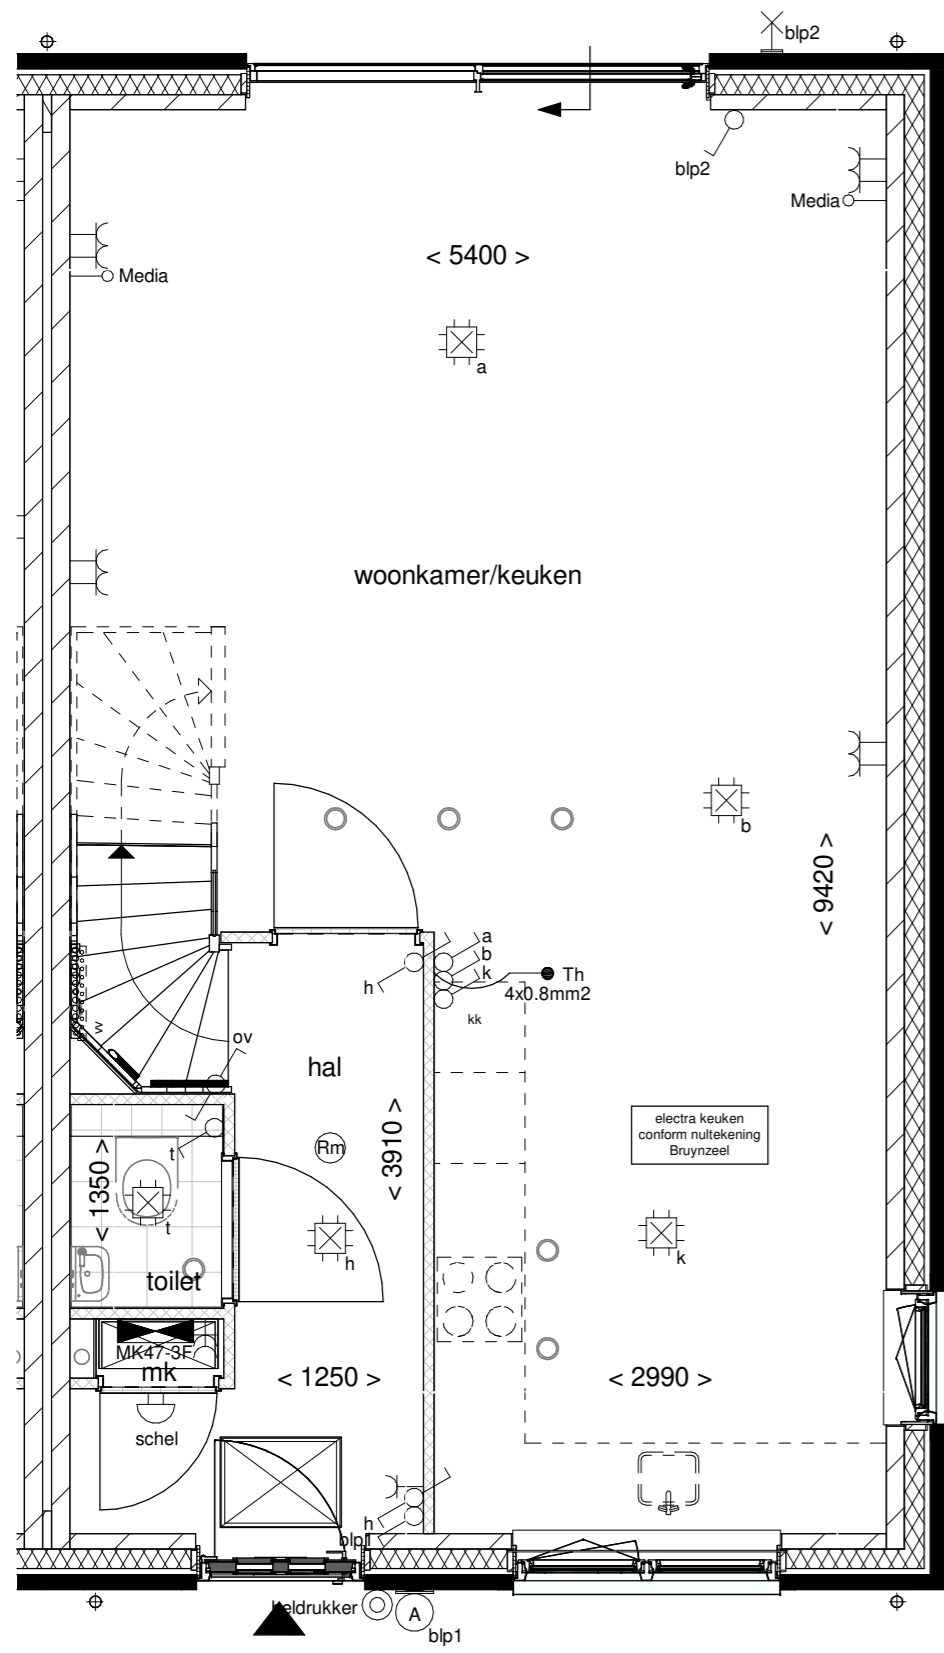 blp2
blp2
Media
< 5400 >
Media
a
woonkamer/keuken
b
< 9420 >
a
b
k
h
Th
4x0.8mm2
kk
ov
hal
electra keuken
conform nultekening
Bruynzeel
< 3910 >
Rm
t
< 1350 >
t
h
k
toilet
MK47-3F
mk
< 1250 >
< 2990 >
schel
h
blp
beldrukker
A
blp1